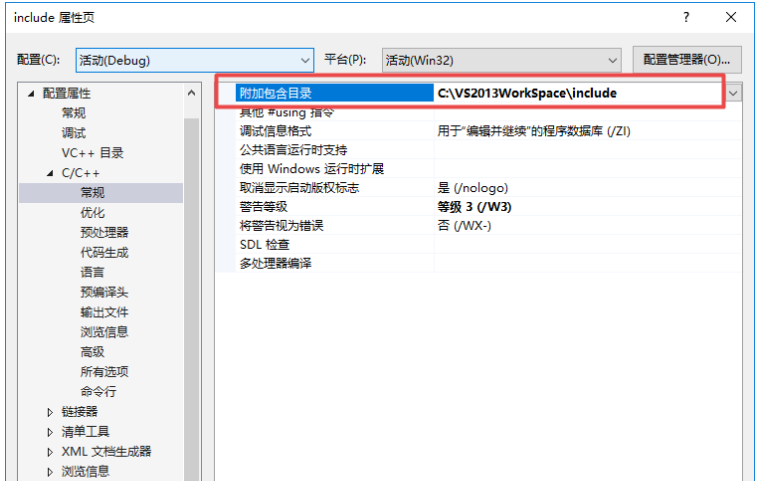 include 属性页
? ×
配置(C): 活动(Debug) 平台(P): 活动(Win32) 配置管理器(O)...
配置属性
常规
调试
VC++ 目录
C/C++
常规
优化
预处理器
代码生成
语言
预编译头
输出文件
浏览信息
高级
所有选项
命令行
链接器
清单工具
XML 文档生成器
浏览信息
附加包含目录 C:\VS2013WorkSpace\include
其他 #using 指令
调试信息格式 用于“编辑并继续”的程序数据库 (/ZI)
公共语言运行时支持
使用 Windows 运行时扩展
取消显示启动版权标志 是 (/nologo)
警告等级 等级 3 (/W3)
将警告视为错误 否 (/WX-)
SDL 检查
多处理器编译